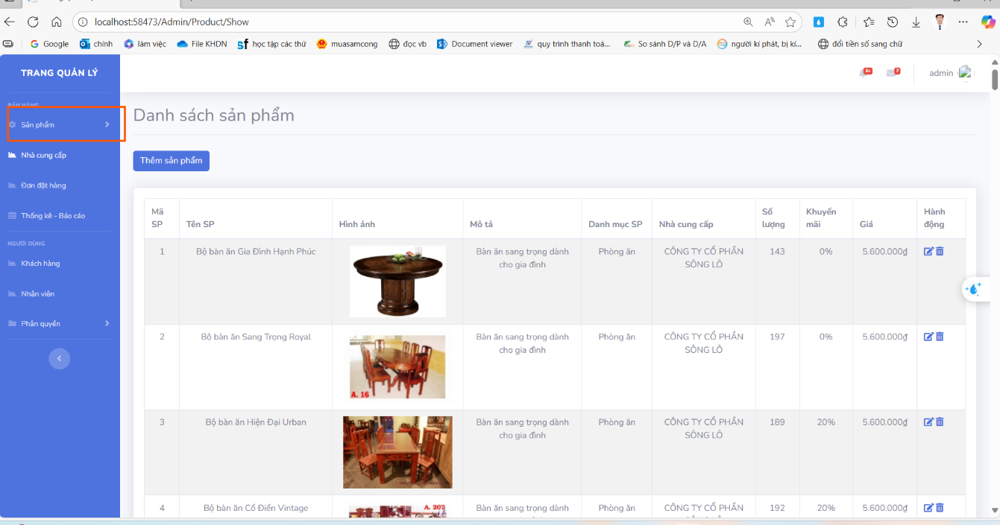 localhost:58473/Admin/Product/Show
Google chính làm việc File KHDN học tập các thứ muasamcong đọc vb Document viewer quy trình thanh toá... So sánh D/P và D/A người kí phát, bị kí... đổi tiền số sang chữ
TRANG QUẢN LÝ
3+ 7 admin
BÁN HÀNG
Sản phẩm
Nhà cung cấp
Đơn đặt hàng
Thống kê - Báo cáo
NGƯỜI DÙNG
Khách hàng
Nhân viên
Phân quyền
Danh sách sản phẩm
Thêm sản phẩm
Mã SP Tên SP Hình ảnh Mô tả Danh mục SP Nhà cung cấp Số lượng Khuyến mãi Giá Hành động
1 Bộ bàn ăn Gia Đình Hạnh Phúc Bàn ăn sang trọng dành cho gia đình Phòng ăn CÔNG TY CỔ PHẦN SÔNG LÔ 143 0% 5.600.000₫
2 Bộ bàn ăn Sang Trọng Royal A. 16 Bàn ăn sang trọng dành cho gia đình Phòng ăn CÔNG TY CỔ PHẦN SÔNG LÔ 197 0% 5.600.000₫
3 Bộ bàn ăn Hiện Đại Urban Bàn ăn sang trọng dành cho gia đình Phòng ăn CÔNG TY CỔ PHẦN SÔNG LÔ 189 20% 5.600.000₫
4 Bộ bàn ăn Cổ Điển Vintage A. 207 Bàn ăn sang trọng dành Phòng ăn CÔNG TY CỔ PHẦN 192 20% 5.600.000₫